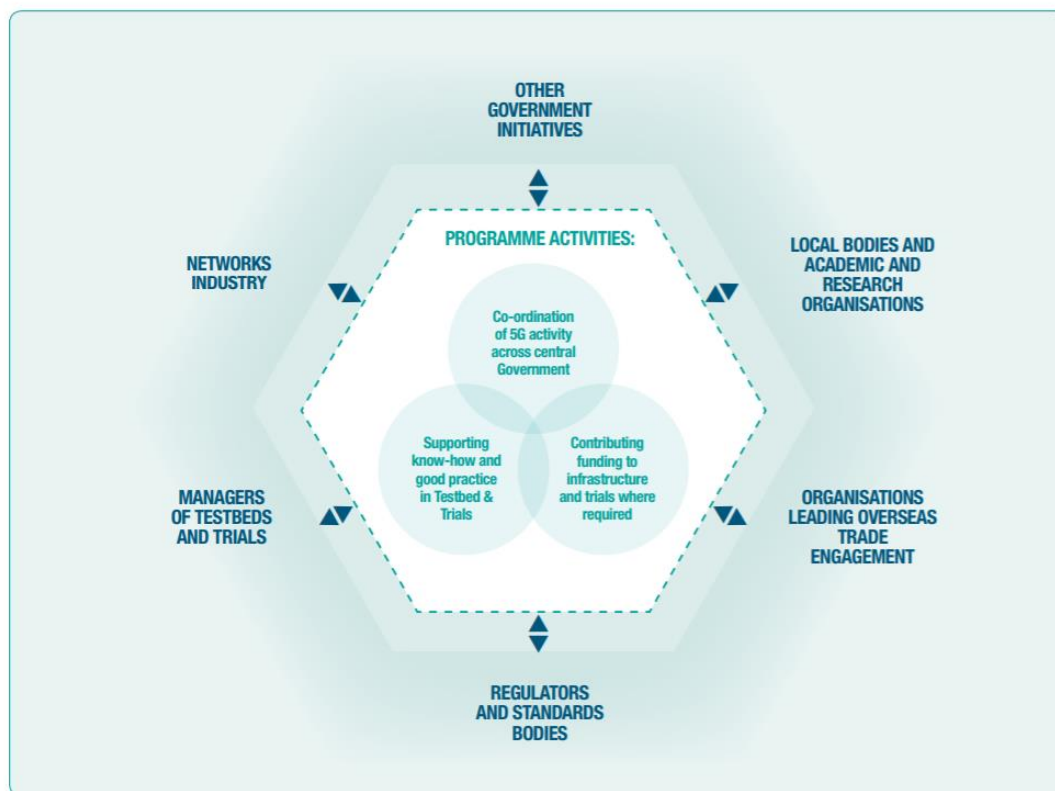 OTHER
GOVERNMENT
INITIATIVES
PROGRAMME ACTIVITIES:
NETWORKS
INDUSTRY
LOCAL BODIES AND
ACADEMIC AND
RESEARCH
ORGANISATIONS
Co-ordination
of 5G activity
across central
Government
Supporting
know-how and
good practice
in Testbed &
Trials
Contributing
funding to
infrastructure
and trials where
required
MANAGERS
OF TESTBEDS
AND TRIALS
ORGANISATIONS
LEADING OVERSEAS
TRADE
ENGAGEMENT
REGULATORS
AND STANDARDS
BODIES